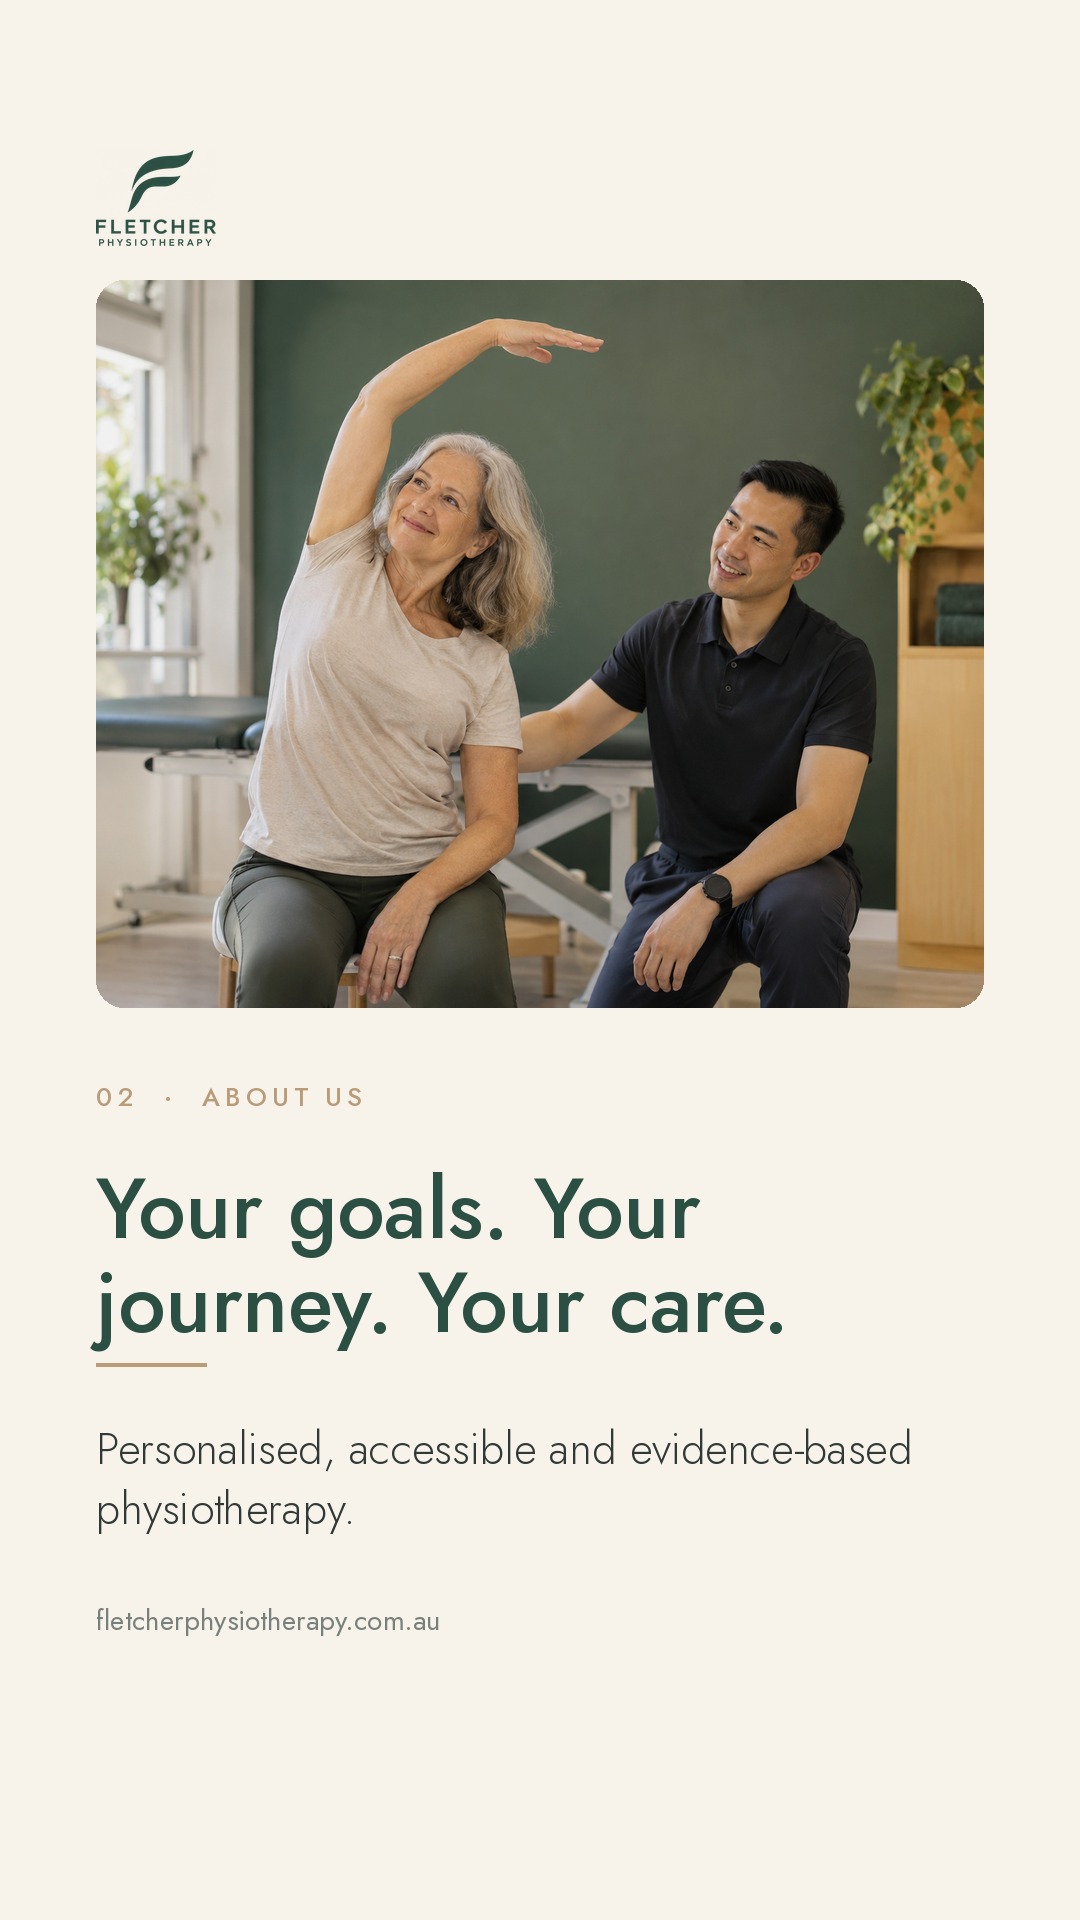 FLETCHER
PHYSIOTHERAPY
02 · ABOUT US
Your goals. Your
journey. Your care.
Personalised, accessible and evidence-based
physiotherapy.
fletcherphysiotherapy.com.au